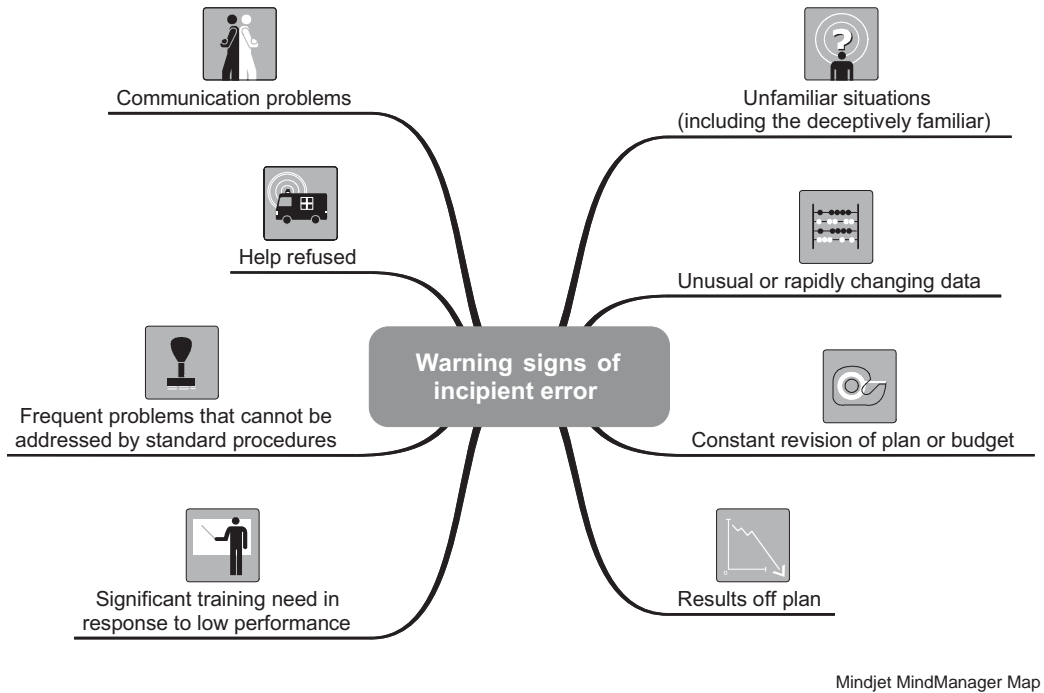 Communication problems
Unfamiliar situations
(including the deceptively familiar)
Help refused
Unusual or rapidly changing data
Warning signs of
incipient error
Frequent problems that cannot be
addressed by standard procedures
Constant revision of plan or budget
Significant training need in
response to low performance
0
Results off plan
Mindjet MindManager Map
?